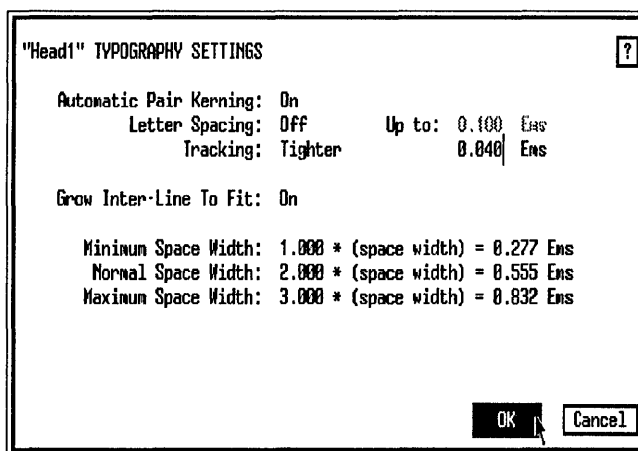 "Head1" TYPOGRAPHY SETTINGS ?
Automatic Pair Kerning: On
Letter Spacing: Off Up to: 0.100 Ems
Tracking: Tighter 0.040 Ems
Grow Inter-Line To Fit: On
Minimum Space Width: 1.000 * (space width) = 0.277 Ems
Normal Space Width: 2.000 * (space width) = 0.555 Ems
Maximum Space Width: 3.000 * (space width) = 0.832 Ems
OK Cancel